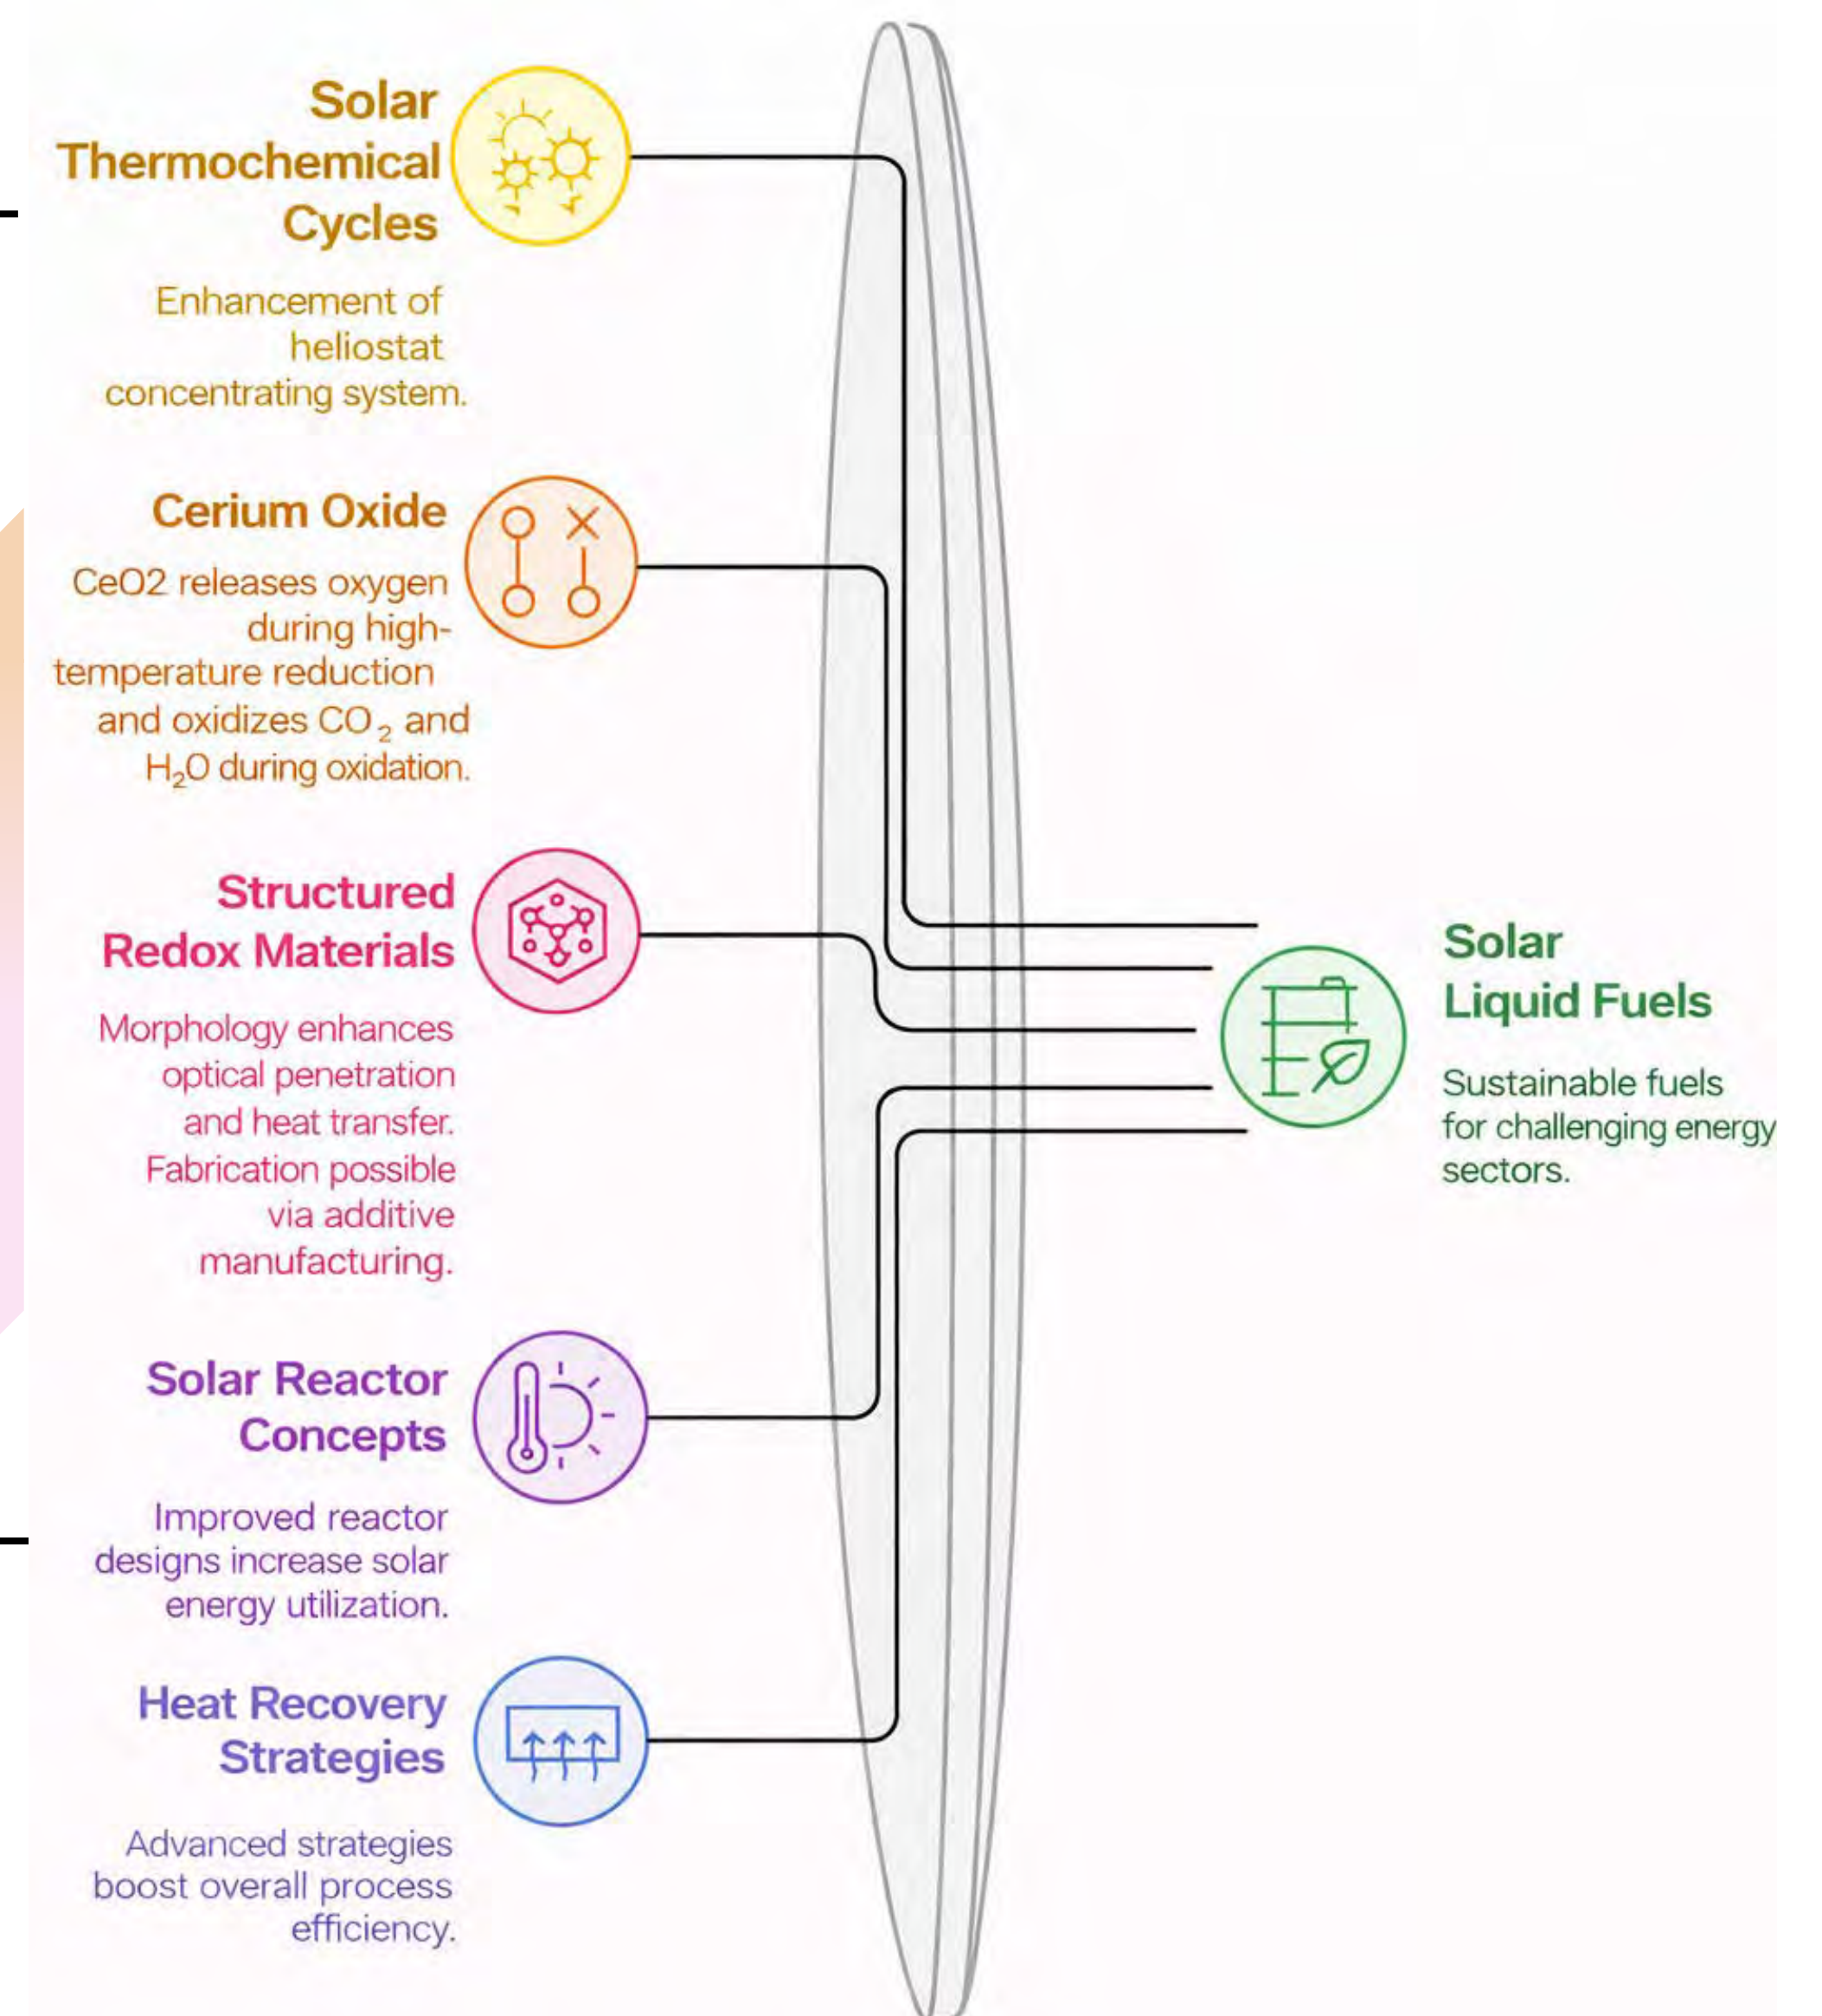 Solar
Thermochemical
Cycles
Enhancement of
heliostat
concentrating system.
Cerium Oxide
CeO2 releases oxygen
during high-
temperature reduction
and oxidizes CO₂ and
H₂O during oxidation.
Structured
Redox Materials
Morphology enhances
optical penetration
and heat transfer.
Fabrication possible
via additive
manufacturing.
Solar Reactor
Concepts
Improved reactor
designs increase solar
energy utilization.
Heat Recovery
Strategies
Advanced strategies
boost overall process
efficiency.
Solar
Liquid Fuels
Sustainable fuels
for challenging energy
sectors.